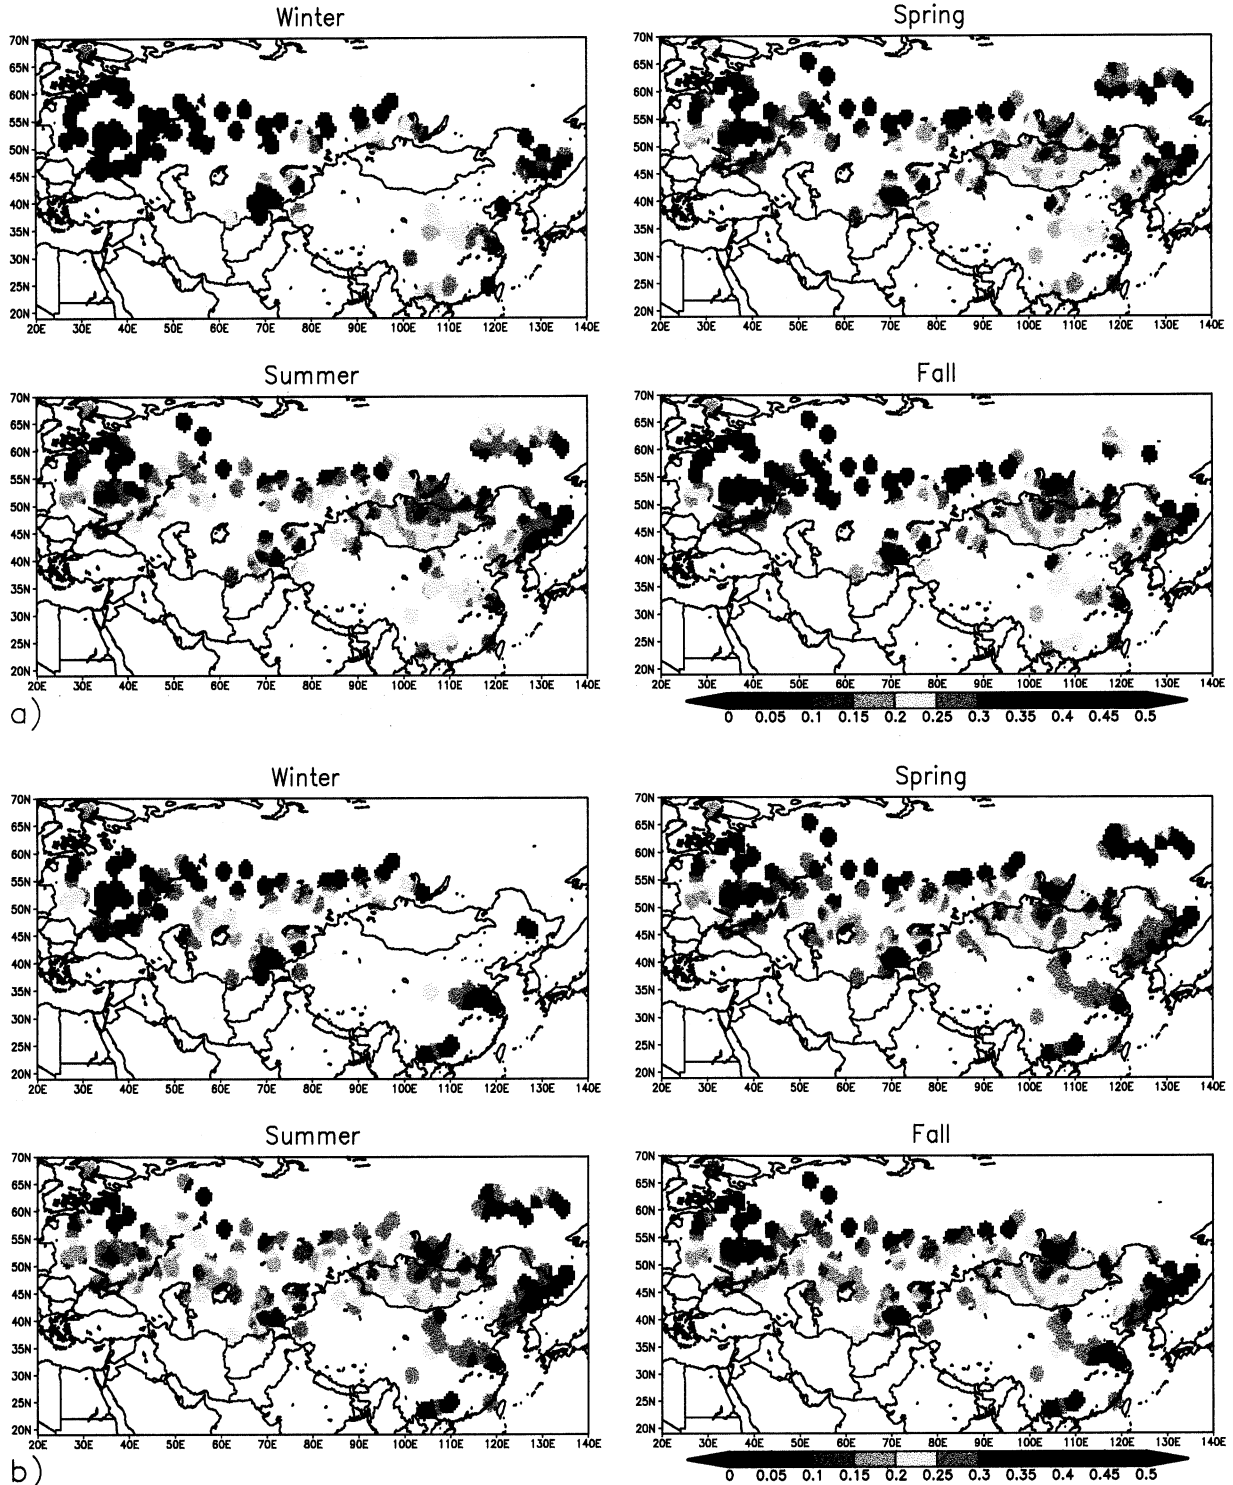 Winter Spring
70N 70N
65N 65N
60N 60N
55N 55N
50N 50N
45N 45N
40N 40N
35N 35N
30N 30N
25N 25N
20N 20N
20E 30E 40E 50E 60E 70E 80E 90E 100E 110E 120E 130E 140E 20E 30E 40E 50E 60E 70E 80E 90E 100E 110E 120E 130E 140E
Summer Fall
70N 70N
65N 65N
60N 60N
55N 55N
50N 50N
45N 45N
40N 40N
35N 35N
30N 30N
25N 25N
20N 20N
20E 30E 40E 50E 60E 70E 80E 90E 100E 110E 120E 130E 140E 20E 30E 40E 50E 60E 70E 80E 90E 100E 110E 120E 130E 140E
a) 0 0.05 0.1 0.15 0.2 0.25 0.3 0.35 0.4 0.45 0.5
Winter Spring
70N 70N
65N 65N
60N 60N
55N 55N
50N 50N
45N 45N
40N 40N
35N 35N
30N 30N
25N 25N
20N 20N
20E 30E 40E 50E 60E 70E 80E 90E 100E 110E 120E 130E 140E 20E 30E 40E 50E 60E 70E 80E 90E 100E 110E 120E 130E 140E
Summer Fall
70N 70N
65N 65N
60N 60N
55N 55N
50N 50N
45N 45N
40N 40N
35N 35N
30N 30N
25N 25N
20N 20N
20E 30E 40E 50E 60E 70E 80E 90E 100E 110E 120E 130E 140E 20E 30E 40E 50E 60E 70E 80E 90E 100E 110E 120E 130E 140E
b) 0 0.05 0.1 0.15 0.2 0.25 0.3 0.35 0.4 0.45 0.5